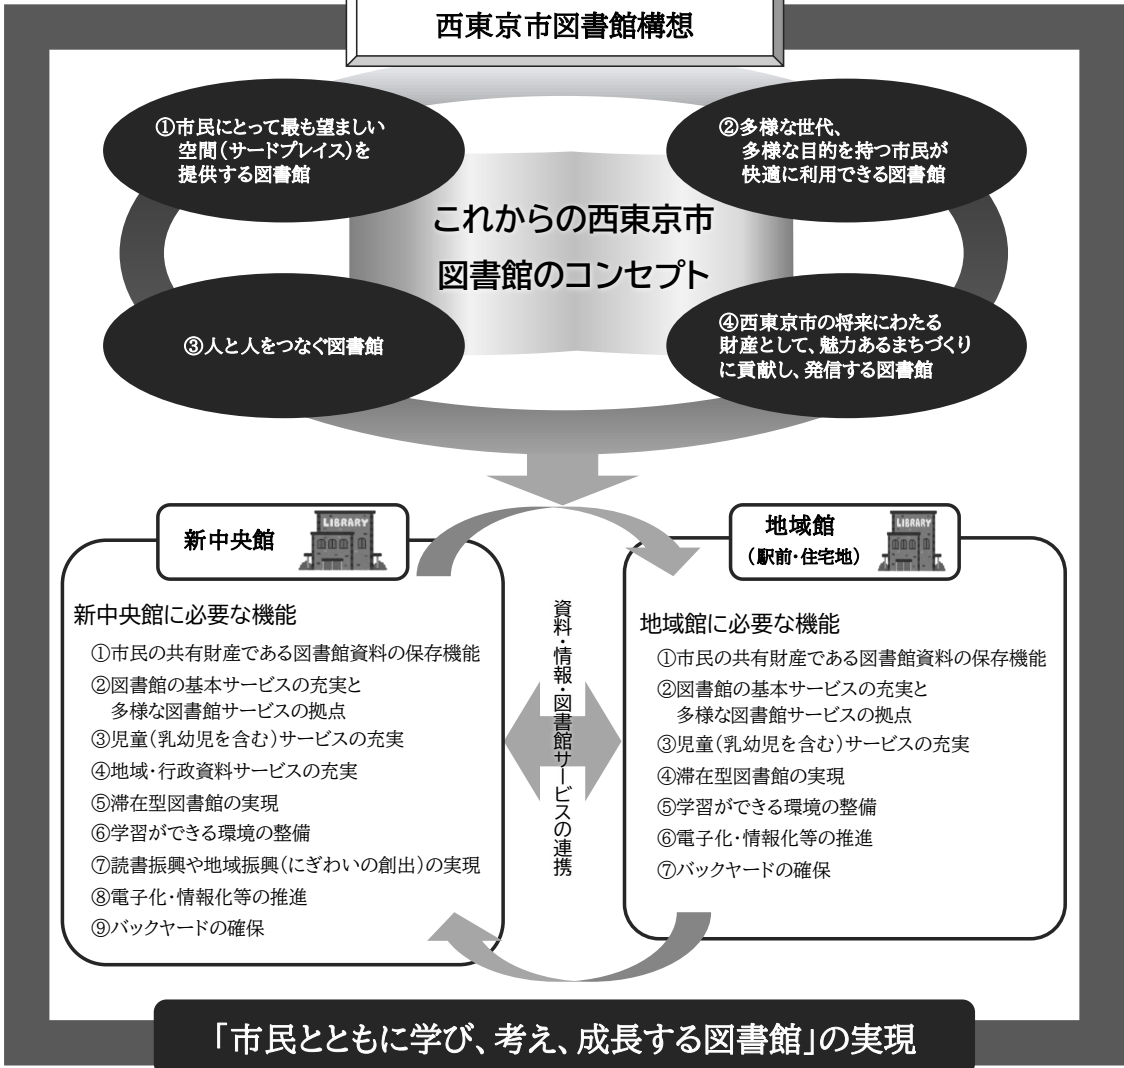 西東京市図書館構想
①市民にとって最も望ましい
空間(サードプレイス)を
提供する図書館
②多様な世代、
多様な目的を持つ市民が
快適に利用できる図書館
これからの西東京市
図書館のコンセプト
③人と人をつなぐ図書館
④西東京市の将来にわたる
財産として、魅力あるまちづくり
に貢献し、発信する図書館
新中央館
LIBRARY
新中央館に必要な機能
①市民の共有財産である図書館資料の保存機能
②図書館の基本サービスの充実と
多様な図書館サービスの拠点
③児童(乳幼児を含む)サービスの充実
④地域・行政資料サービスの充実
⑤滞在型図書館の実現
⑥学習ができる環境の整備
⑦読書振興や地域振興(にぎわいの創出)の実現
⑧電子化・情報化等の推進
⑨バックヤードの確保
資料・情報・図書館サービスの連携
地域館
(駅前・住宅地)
LIBRARY
地域館に必要な機能
①市民の共有財産である図書館資料の保存機能
②図書館の基本サービスの充実と
多様な図書館サービスの拠点
③児童(乳幼児を含む)サービスの充実
④滞在型図書館の実現
⑤学習ができる環境の整備
⑥電子化・情報化等の推進
⑦バックヤードの確保
「市民とともに学び、考え、成長する図書館」の実現